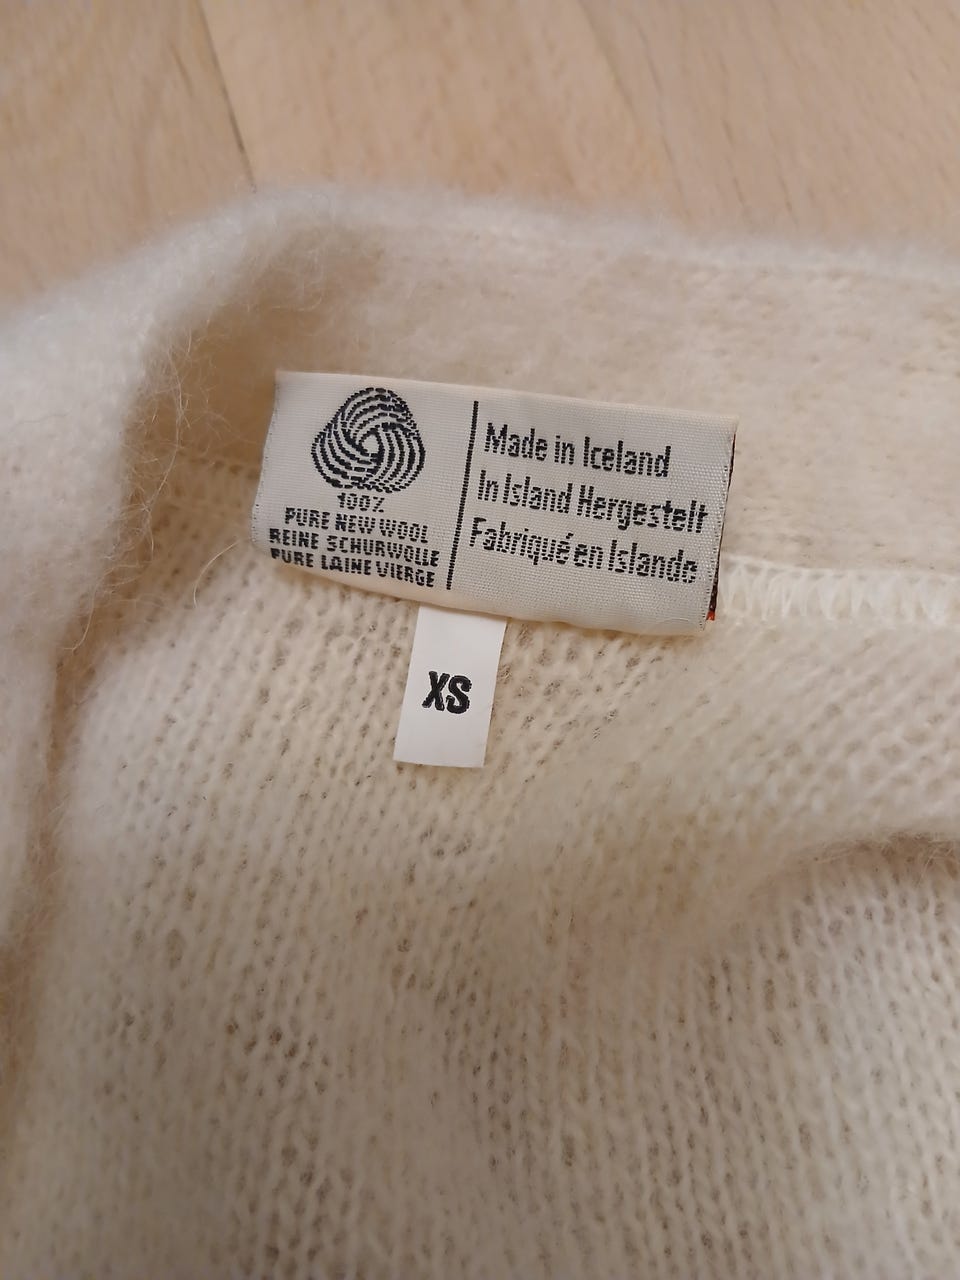 100%
PURE NEW WOOL
REINE SCHURWOLLE
PURE LAINE VIERGE
Made in Iceland
In Island Hergestelt
Fabriqué en Islande
XS